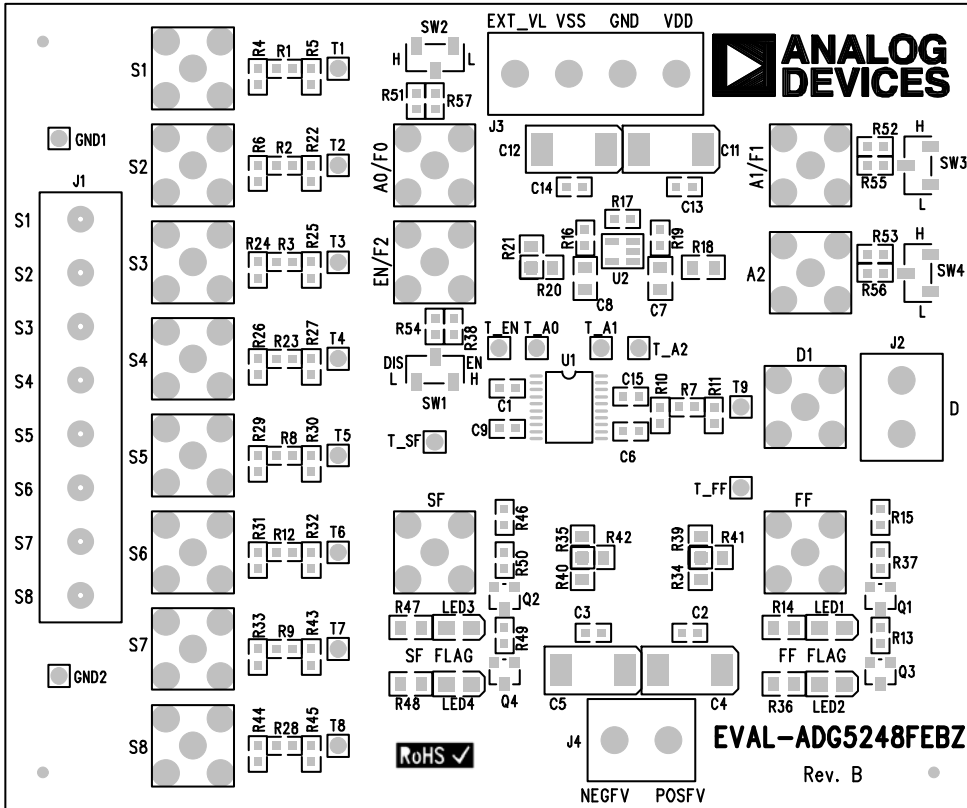 EXT_VL VSS GND VDD
SW2
H L
R51 R57
J3
ANALOG
DEVICES
S1 R4 R1 R5 T1
GND1
S2 R6 R2 R22 T2
A0/F0
C12 C11
C14 C13
A1/F1
R52 H
SW3
R55 L
J1
S1
S2
S3
S4
S5
S6
S7
S8
S3 R24 R3 R25 T3
EN/F2
R17
R21 R16 R19 R18
U2
R20 C8 C7
A2
R53 H
SW4
R56 L
R54 R38
DIS EN
L H
SW1
T_EN T_A0 T_A1 T_A2
U1
S4 R26 R23 R27 T4
C1 C15
C9 C6
R10 R7 R11 T9
D1 J2
D
T_SF
S5 R29 R8 R30 T5
T_FF
SF FF
R46 R15
S6 R31 R12 R32 T6
R50 R37
R35 R42 R39 R41
R40 R34
Q2 Q1
R47 LED3 R49 C3 C2 R14 LED1 R13
S7 R33 R9 R43 T7
SF FLAG FF FLAG
GND2
R48 LED4 Q4 C5 C4 R36 LED2 Q3
S8 R44 R28 R45 T8
RoHS ✓
J4
EVAL-ADG5248FEBZ
Rev. B
NEGFV POSFV